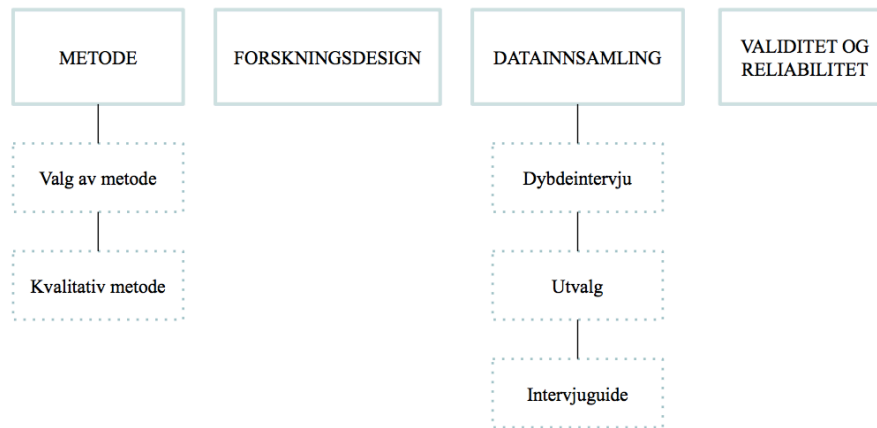 METODE
FORSKNINGSDESIGN
DATAINNSAMLING
VALIDITET OG
RELIABILITET
Valg av metode
Kvalitativ metode
Dybdeintervju
Utvalg
Intervjuguide